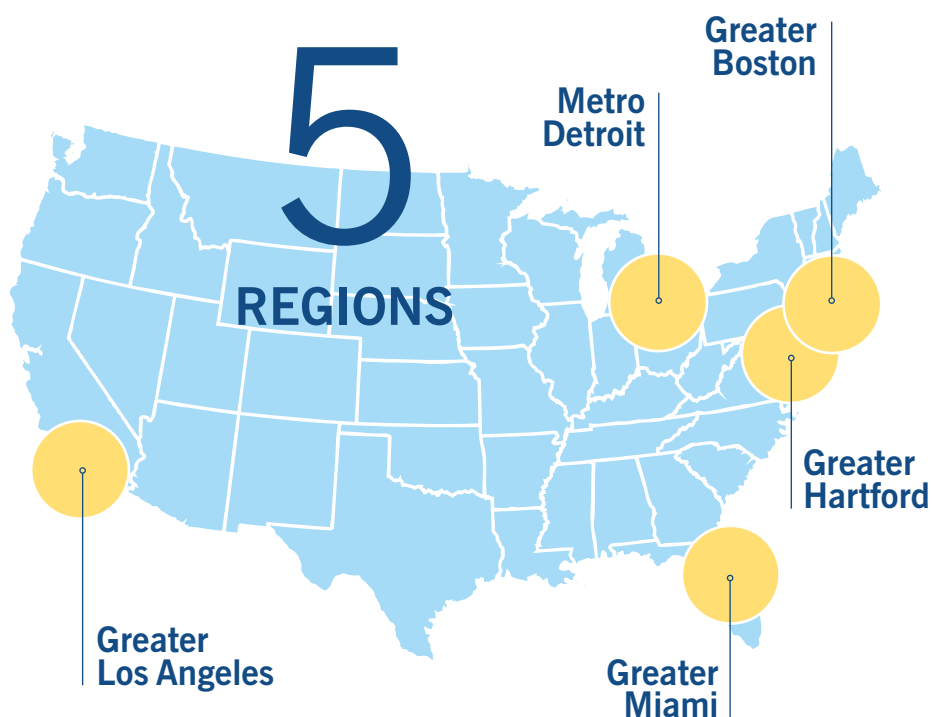 5
REGIONS
Greater
Boston
Metro
Detroit
Greater
Hartford
Greater
Los Angeles
Greater
Miami